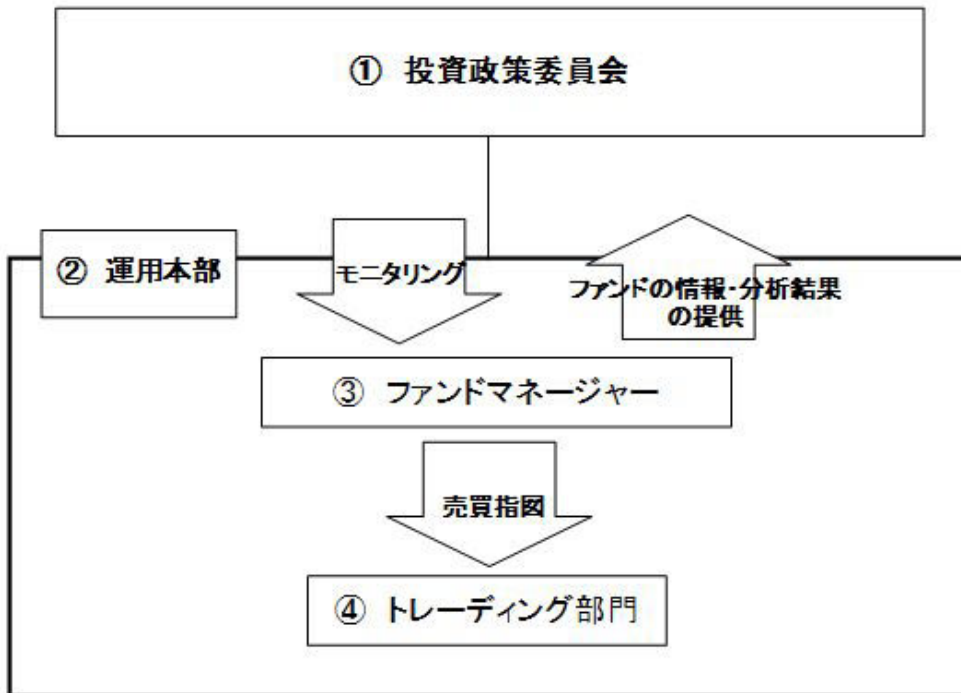 ① 投資政策委員会
② 運用本部
モニタリング
ファンドの情報・分析結果
の提供
③ ファンドマネージャー
売買指図
④ トレーディング部門